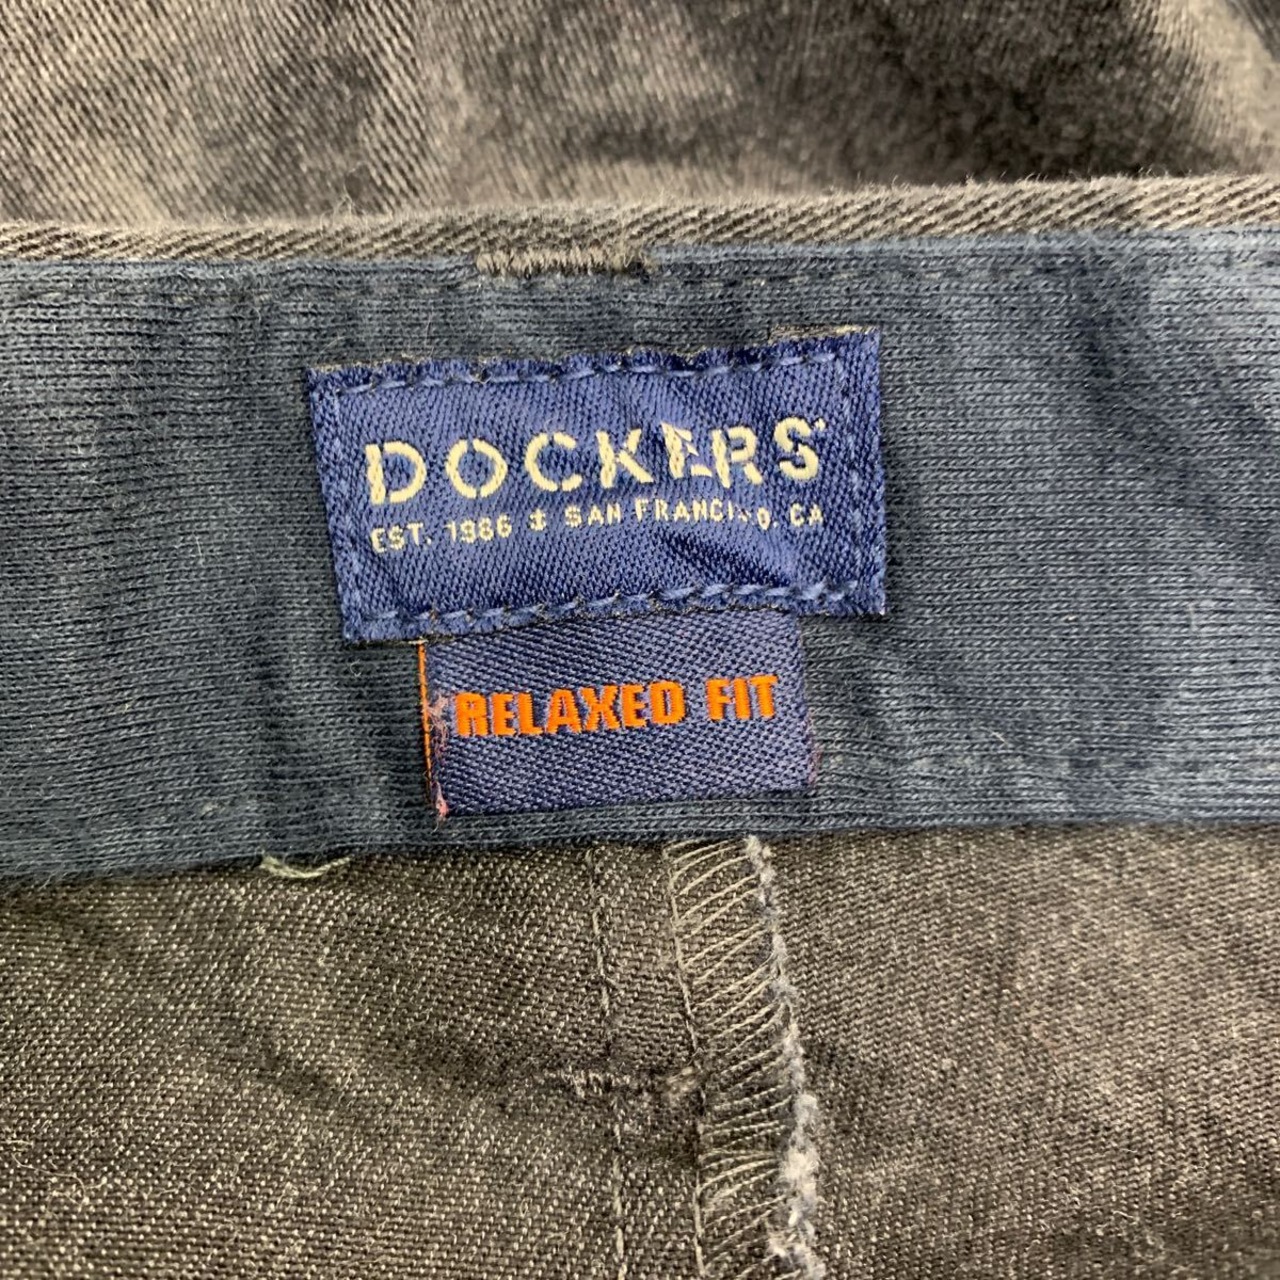 DOCKERS
EST. 1986 SAN FRANCISCO, CA
RELAXED FIT